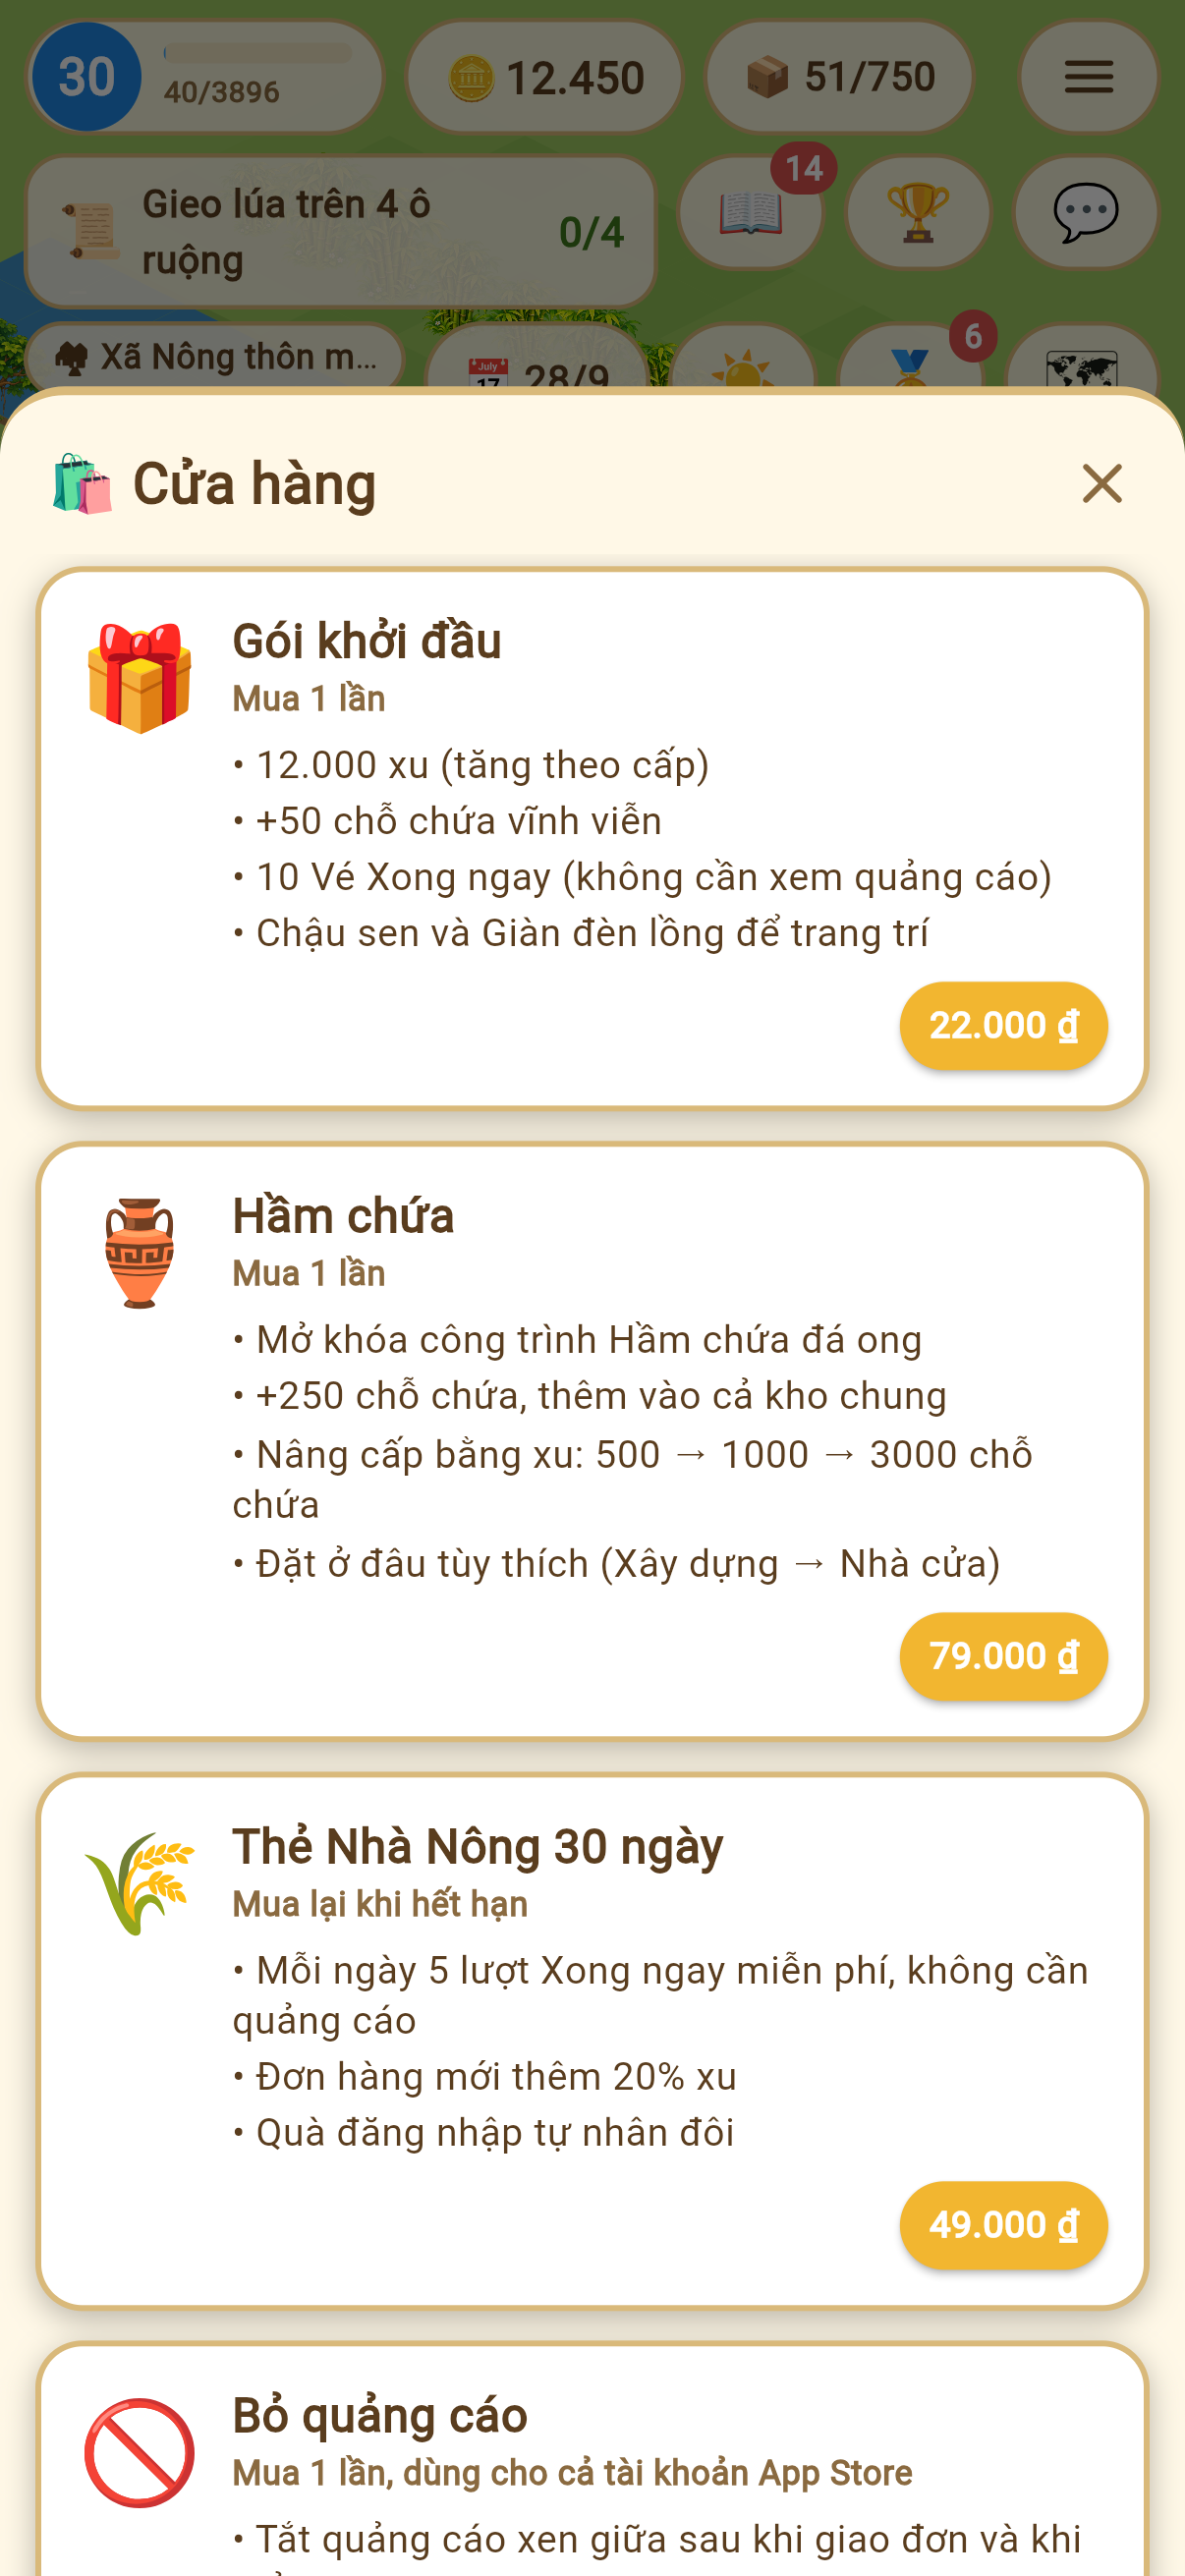 30
40/3896
12.450
51/750
Gieo lúa trên 4 ô
ruộng
0/4
14
Xã Nông thôn m...
JULY
17
28/9
6
Cửa hàng
Gói khởi đầu
Mua 1 lần
• 12.000 xu (tăng theo cấp)
• +50 chỗ chứa vĩnh viễn
• 10 Vé Xong ngay (không cần xem quảng cáo)
• Chậu sen và Giàn đèn lồng để trang trí
22.000 ₫
Hầm chứa
Mua 1 lần
• Mở khóa công trình Hầm chứa đá ong
• +250 chỗ chứa, thêm vào cả kho chung
• Nâng cấp bằng xu: 500 → 1000 → 3000 chỗ
chứa
• Đặt ở đâu tùy thích (Xây dựng → Nhà cửa)
79.000 ₫
Thẻ Nhà Nông 30 ngày
Mua lại khi hết hạn
• Mỗi ngày 5 lượt Xong ngay miễn phí, không cần
quảng cáo
• Đơn hàng mới thêm 20% xu
• Quà đăng nhập tự nhân đôi
49.000 ₫
Bỏ quảng cáo
Mua 1 lần, dùng cho cả tài khoản App Store
• Tắt quảng cáo xen giữa sau khi giao đơn và khi